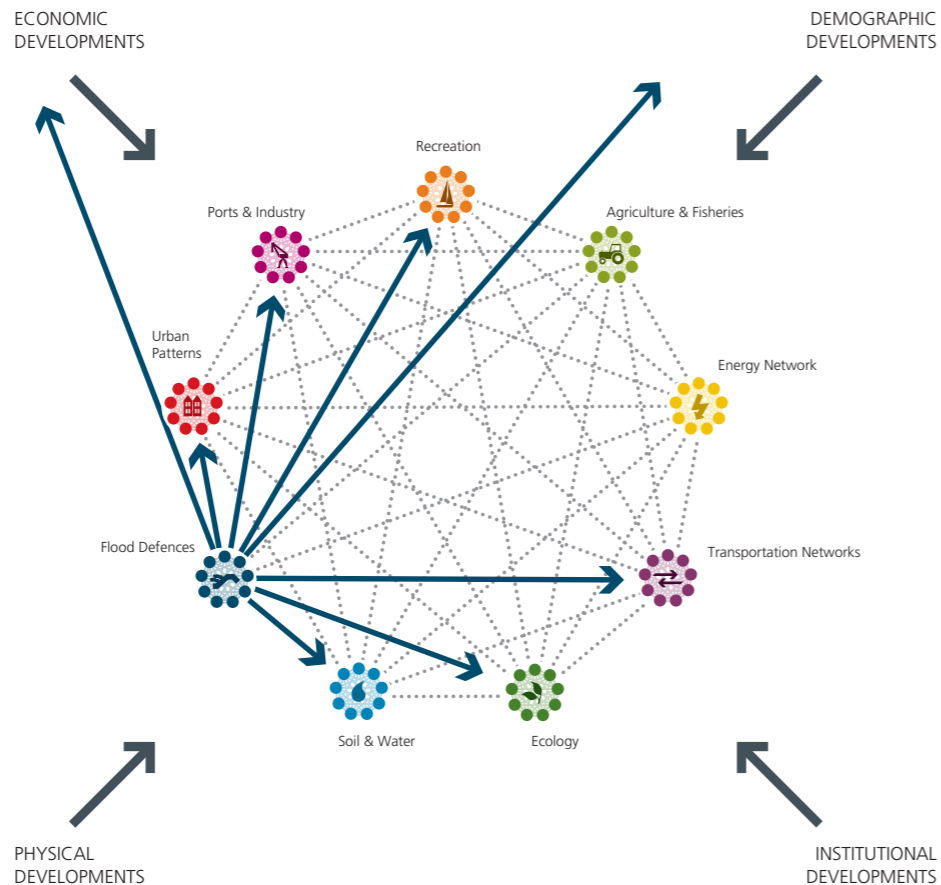 ECONOMIC
DEVELOPMENTS
DEMOGRAPHIC
DEVELOPMENTS
Recreation
Ports & Industry
Agriculture & Fisheries
Urban
Patterns
Energy Network
Flood Defences
Transportation Networks
Soil & Water
Ecology
PHYSICAL
DEVELOPMENTS
INSTITUTIONAL
DEVELOPMENTS